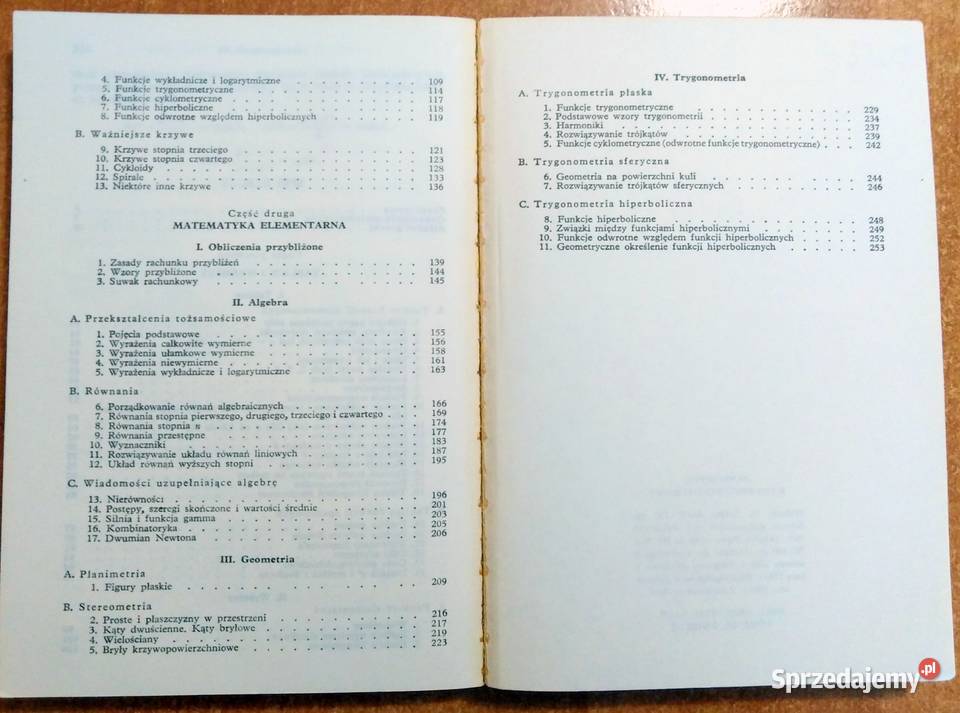 4. Funkcje wykładnicze i logarytmiczne . . . . . . . . . . 109
5. Funkcje trygonometryczne . . . . . . . . . . 114
6. Funkcje cyklometryczne . . . . . . . . . . 117
7. Funkcje hiperboliczne . . . . . . . . . . 118
8. Funkcje odwrotne względem hiperbolicznych . . . . . . . . 119
B. Ważniejsze krzywe
9. Krzywe stopnia trzeciego . . . . . . . . . . 121
10. Krzywe stopnia czwartego . . . . . . . . . . 123
11. Cykloidy . . . . . . . . . . 128
12. Spirale . . . . . . . . . . 133
13. Niektóre inne krzywe . . . . . . . . . . 136
Część druga
MATEMATYKA ELEMENTARNA
I. Obliczenia przybliżone
1. Zasady rachunku przybliżeń . . . . . . . . . . 139
2. Wzory przybliżone . . . . . . . . . . 144
3. Suwak rachunkowy . . . . . . . . . . 145
II. Algebra
A. Przekształcenia tożsamościowe
1. Pojęcia podstawowe . . . . . . . . . . 155
2. Wyrażenia całkowite wymierne . . . . . . . . . . 156
3. Wyrażenia ułamkowe wymierne . . . . . . . . . . 158
4. Wyrażenia niewymierne . . . . . . . . . . 161
5. Wyrażenia wykładnicze i logarytmiczne . . . . . . . . 163
B. Równania
6. Porządkowanie równań algebraicznych . . . . . . . . 166
7. Równania stopnia pierwszego, drugiego, trzeciego i czwartego . . 169
8. Równania stopnia n . . . . . . . . . . 174
9. Równania przestępne . . . . . . . . . . 177
10. Wyznaczniki . . . . . . . . . . 183
11. Rozwiązywanie układu równań liniowych . . . . . . . . 187
12. Układ równań wyższych stopni . . . . . . . . . . 195
C. Wiadomości uzupełniające algebrę
13. Nierówności . . . . . . . . . . 196
14. Postępy, szeregi skończone i wartości średnie . . . . . . 201
15. Silnia i funkcja gamma . . . . . . . . . . 203
16. Kombinatoryka . . . . . . . . . . 205
17. Dwumian Newtona . . . . . . . . . . 206
III. Geometria
A. Planimetria
1. Figury płaskie . . . . . . . . . . 209
B. Stereometria
2. Proste i płaszczyzny w przestrzeni . . . . . . . . . . 216
3. Kąty dwuścienne. Kąty bryłowe . . . . . . . . . . 217
4. Wielościany . . . . . . . . . . 219
5. Bryły krzywopowierzchniowe . . . . . . . . . . 223
IV. Trygonometria
A. Trygonometria płaska
1. Funkcje trygonometryczne . . . . . . . . . . 229
2. Podstawowe wzory trygonometrii . . . . . . . . . . 234
3. Harmoniki . . . . . . . . . . 237
4. Rozwiązywanie trójkątów . . . . . . . . . . 239
5. Funkcje cyklometryczne (odwrotne funkcje trygonometryczne) . . . 242
B. Trygonometria sferyczna
6. Geometria na powierzchni kuli . . . . . . . . . . 244
7. Rozwiązywanie trójkątów sferycznych . . . . . . . . . . 246
C. Trygonometria hiperboliczna
8. Funkcje hiperboliczne . . . . . . . . . . 248
9. Związki między funkcjami hiperbolicznymi . . . . . . . . 249
10. Funkcje odwrotne względem funkcji hiperbolicznych . . . . . . 252
11. Geometryczne określenie funkcji hiperbolicznych . . . . . . 253
Sprzedajemy.pl